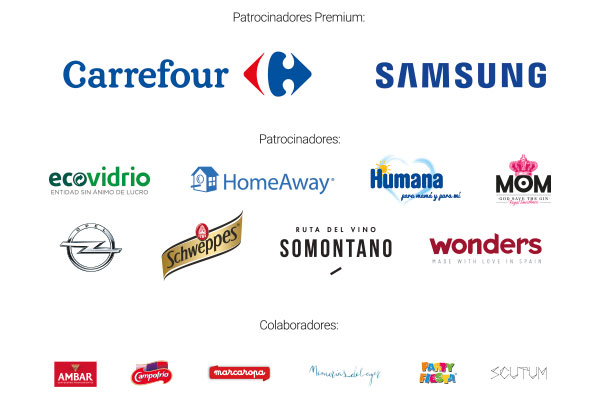 Patrocinadores Premium:
Carrefour
SAMSUNG
Patrocinadores:
ecovidrio
ENTIDAD SIN ÁNIMO DE LUCRO
HomeAway®
Humana
para mamá y para mí
MOM
GOD SAVE THE GIN
OPEL
Schweppes
RUTA DEL VINO
SOMONTANO
wonders
MADE WITH LOVE IN SPAIN
Colaboradores:
AMBAR
Campofrío
marcaropa
PARTY
FIESTA
SCUTUM